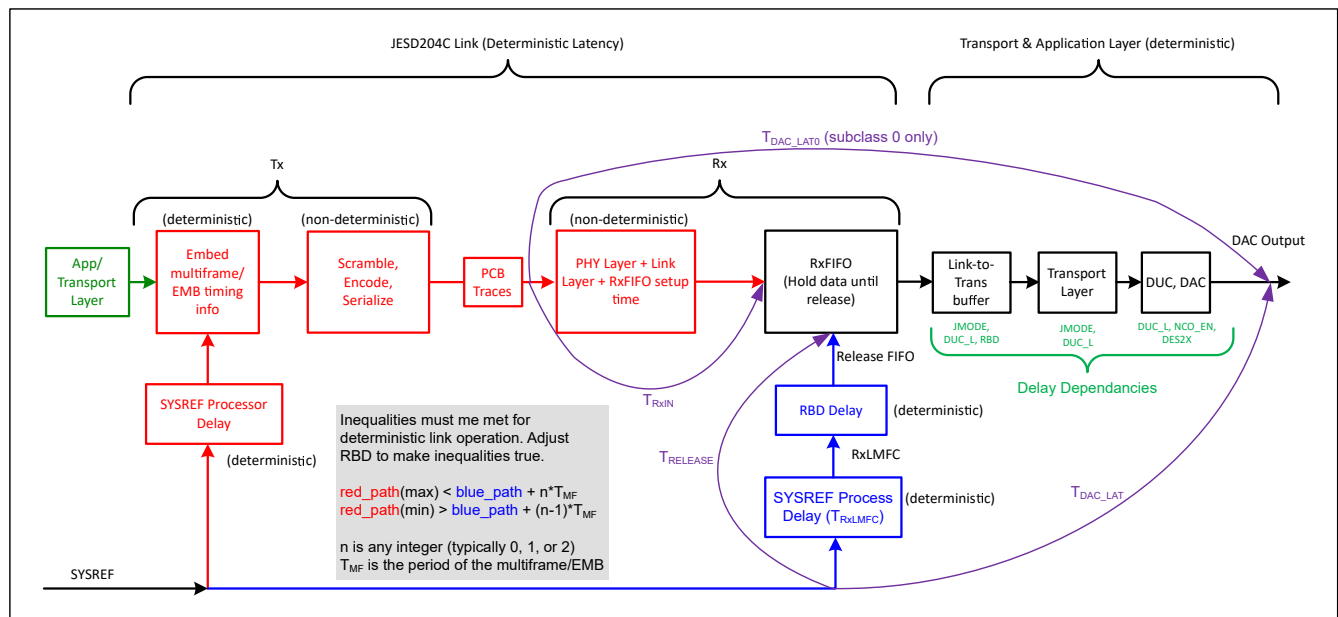 JESD204C Link (Deterministic Latency)
Transport & Application Layer (deterministic)
T_DAC_LAT0 (subclass 0 only)
Tx
Rx
(deterministic)
(non-deterministic)
(non-deterministic)
DAC Output
App/
Transport
Layer
Embed
multiframe/
EMB timing
info
Scramble,
Encode,
Serialize
PCB
Traces
PHY Layer + Link
Layer + RxFIFO setup
time
RxFIFO
(Hold data until
release)
Link-to-
Trans
buffer
Transport
Layer
DUC, DAC
JMODE,
DUC_L, RBD
JMODE,
DUC_L
DUC_L, NCO_EN,
DES2X
Delay Dependancies
Release FIFO
T_RxIN
SYSREF Processor
Delay
(deterministic)
RBD Delay
(deterministic)
T_RELEASE
RxLMFC
SYSREF Process
Delay (T_RxLMFC)
(deterministic)
T_DAC_LAT
Inequalities must me met for
deterministic link operation. Adjust
RBD to make inequalities true.
red_path(max) < blue_path + n*T_MF
red_path(min) > blue_path + (n-1)*T_MF
n is any integer (typically 0, 1, or 2)
T_MF is the period of the multiframe/EMB
SYSREF